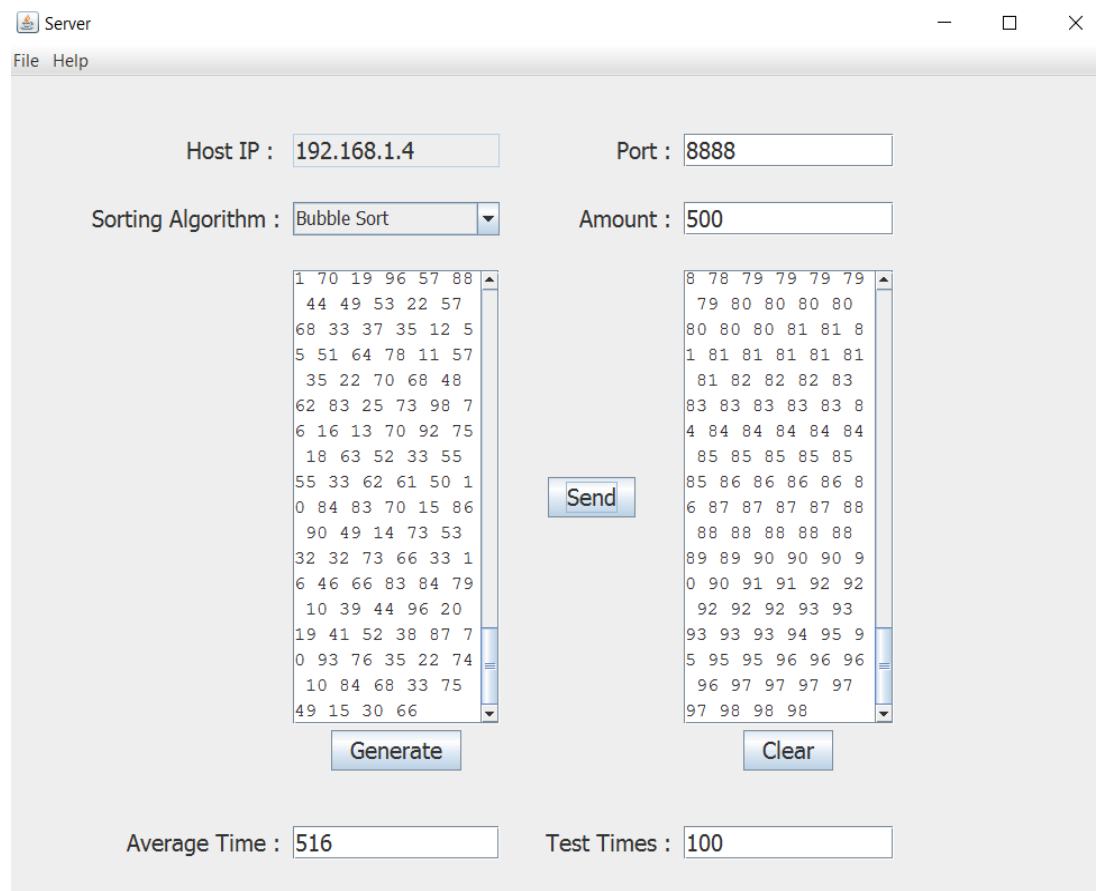 Server
File Help
Host IP : 192.168.1.4 Port : 8888
Sorting Algorithm : Bubble Sort Amount : 500
1 70 19 96 57 88
44 49 53 22 57
68 33 37 35 12 5
5 51 64 78 11 57
35 22 70 68 48
62 83 25 73 98 7
6 16 13 70 92 75
18 63 52 33 55
55 33 62 61 50 1
0 84 83 70 15 86
90 49 14 73 53
32 32 73 66 33 1
6 46 66 83 84 79
10 39 44 96 20
19 41 52 38 87 7
0 93 76 35 22 74
10 84 68 33 75
49 15 30 66
Generate
Send
8 78 79 79 79 79
79 80 80 80 80
80 80 80 81 81 8
1 81 81 81 81 81
81 82 82 82 83
83 83 83 83 83 8
4 84 84 84 84 84
85 85 85 85 85
85 86 86 86 86 8
6 87 87 87 87 88
88 88 88 88 88
89 89 90 90 90 9
0 90 91 91 92 92
92 92 92 93 93
93 93 93 94 95 9
5 95 95 96 96 96
96 97 97 97 97
97 98 98 98
Clear
Average Time : 516 Test Times : 100